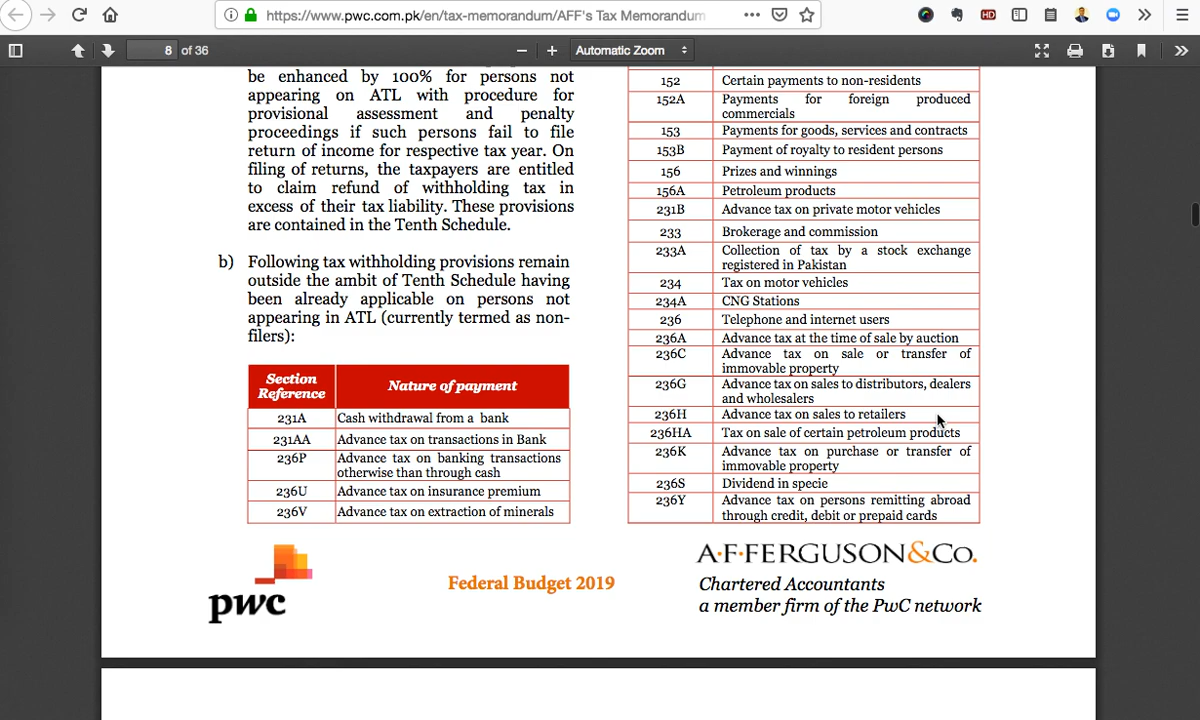 https://www.pwc.com.pk/en/tax-memorandum/AFF's Tax Memorandum
HD
8 of 36
Automatic Zoom
be enhanced by 100% for persons not
appearing on ATL with procedure for
provisional assessment and penalty
proceedings if such persons fail to file
return of income for respective tax year. On
filing of returns, the taxpayers are entitled
to claim refund of withholding tax in
excess of their tax liability. These provisions
are contained in the Tenth Schedule.
b) Following tax withholding provisions remain
outside the ambit of Tenth Schedule having
been already applicable on persons not
appearing in ATL (currently termed as non-
filers):
Section
Reference
Nature of payment
231A Cash withdrawal from a bank
231AA Advance tax on transactions in Bank
236P Advance tax on banking transactions
otherwise than through cash
236U Advance tax on insurance premium
236V Advance tax on extraction of minerals
152 Certain payments to non-residents
152A Payments for foreign produced
commercials
153 Payments for goods, services and contracts
153B Payment of royalty to resident persons
156 Prizes and winnings
156A Petroleum products
231B Advance tax on private motor vehicles
233 Brokerage and commission
233A Collection of tax by a stock exchange
registered in Pakistan
234 Tax on motor vehicles
234A CNG Stations
236 Telephone and internet users
236A Advance tax at the time of sale by auction
236C Advance tax on sale or transfer of
immovable property
236G Advance tax on sales to distributors, dealers
and wholesalers
236H Advance tax on sales to retailers
236HA Tax on sale of certain petroleum products
236K Advance tax on purchase or transfer of
immovable property
236S Dividend in specie
236Y Advance tax on persons remitting abroad
through credit, debit or prepaid cards
pwc
Federal Budget 2019
A·F·FERGUSON&CO.
Chartered Accountants
a member firm of the PwC network